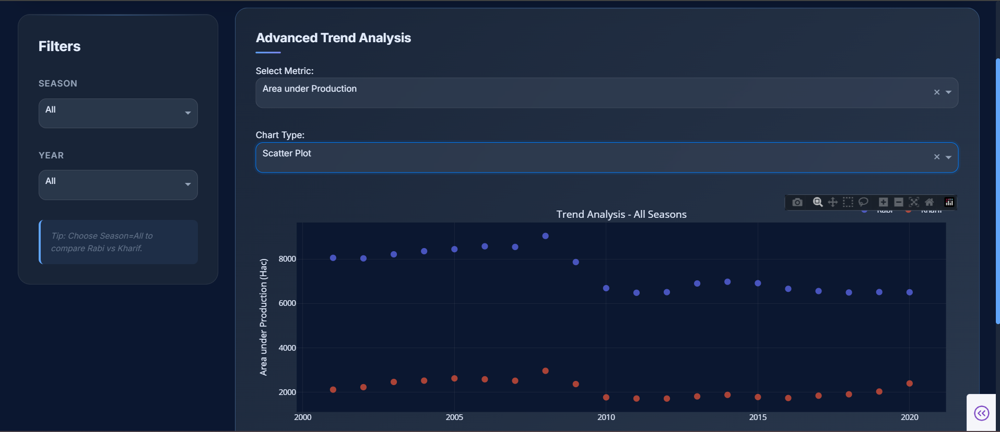 Filters
SEASON
All
YEAR
All
Tip: Choose Season=All to
compare Rabi vs Kharif.
Advanced Trend Analysis
Select Metric:
Area under Production
Chart Type:
Scatter Plot
Trend Analysis - All Seasons
Rabi Kharif
Area under Production (Hac)
8000
6000
4000
2000
2000 2005 2010 2015 2020